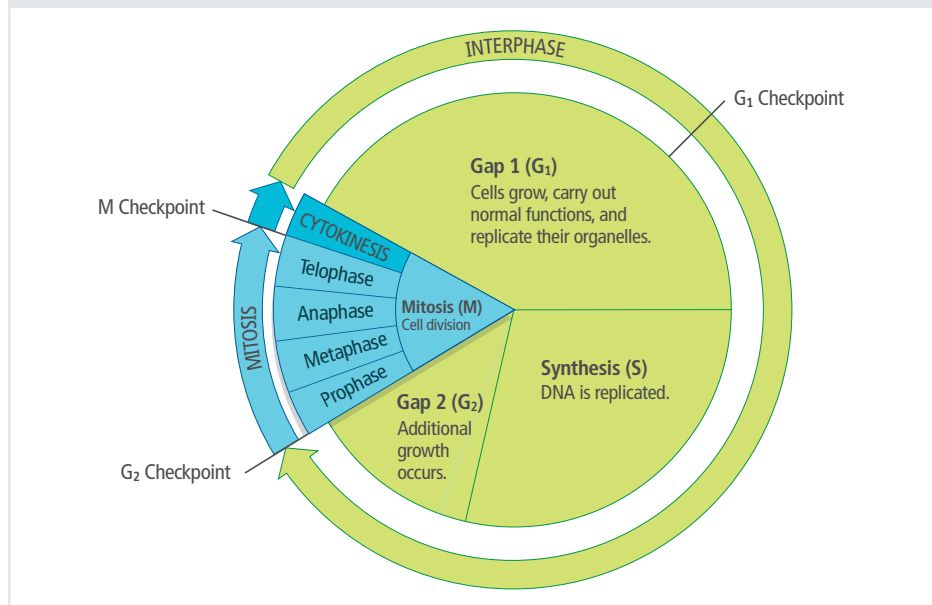 INTERPHASE
G₁ Checkpoint
Gap 1 (G₁)
Cells grow, carry out
normal functions, and
replicate their organelles.
M Checkpoint
CYTOKINESIS
Telophase
Anaphase
Metaphase
Prophase
Mitosis (M)
Cell division
MITOSIS
Synthesis (S)
DNA is replicated.
Gap 2 (G₂)
Additional
growth
occurs.
G₂ Checkpoint